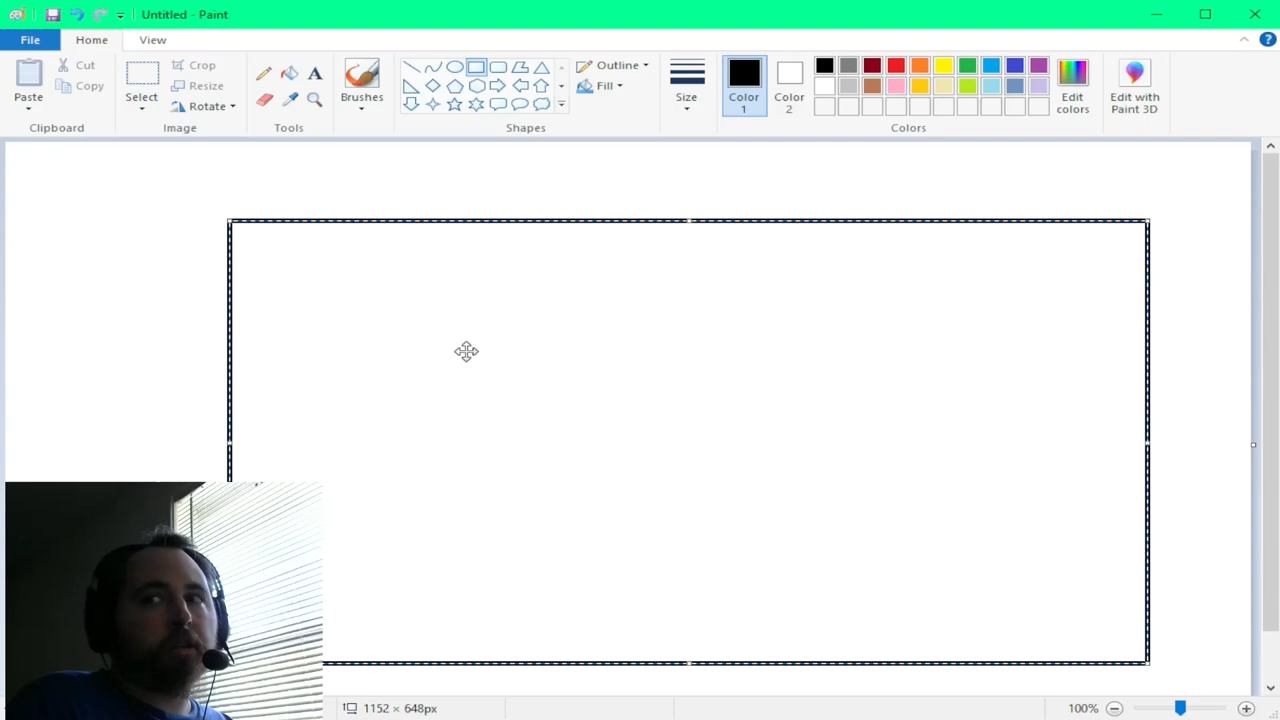 Untitled - Paint
File Home View
Paste
Cut
Copy
Clipboard
Select
Crop
Resize
Rotate
Image
A
Tools
Brushes
Shapes
Outline
Fill
Size
Color 1
Color 2
Colors
Edit colors
Edit with Paint 3D
?
1152 × 648px
100%